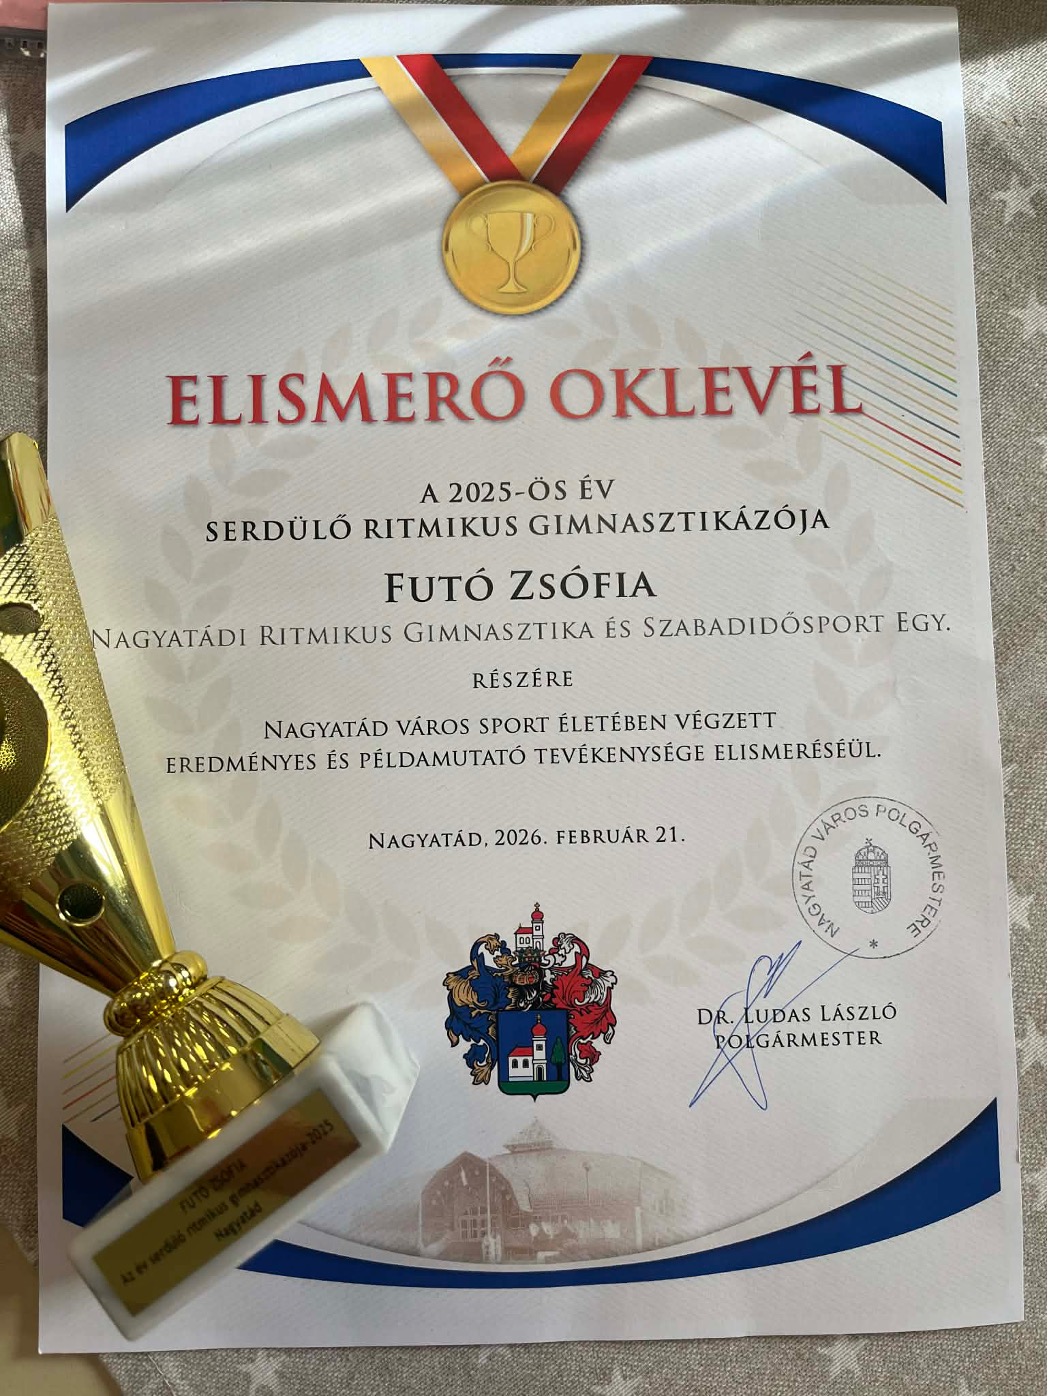 ELISMERŐ OKLEVÉL
A 2025-ÖS ÉV
SERDÜLŐ RITMIKUS GIMNASZTIKÁZÓJA
FUTÓ ZSÓFIA
NAGYATÁDI RITMIKUS GIMNASZTIKA ÉS SZABADIDŐSPORT EGY.
RÉSZÉRE
NAGYATÁD VÁROS SPORT ÉLETÉBEN VÉGZETT
EREDMÉNYES ÉS PÉLDAMUTATÓ TEVÉKENYSÉGE ELISMERÉSÉÜL.
NAGYATÁD, 2026. FEBRUÁR 21.
NAGYATÁD VÁROS POLGÁRMESTERE
*
DR. LUDAS LÁSZLÓ
POLGÁRMESTER
FUTÓ ZSÓFIA
Az év serdülő ritmikus gimnasztikázója-2025
Nagyatád